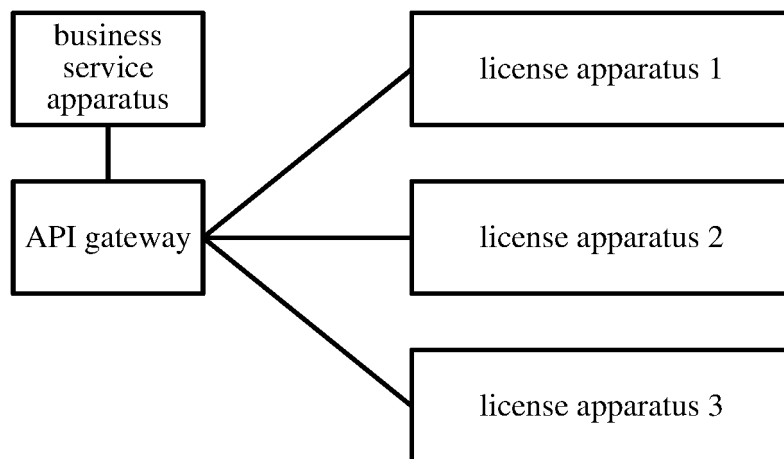 business
service
apparatus
license apparatus 1
API gateway
license apparatus 2
license apparatus 3